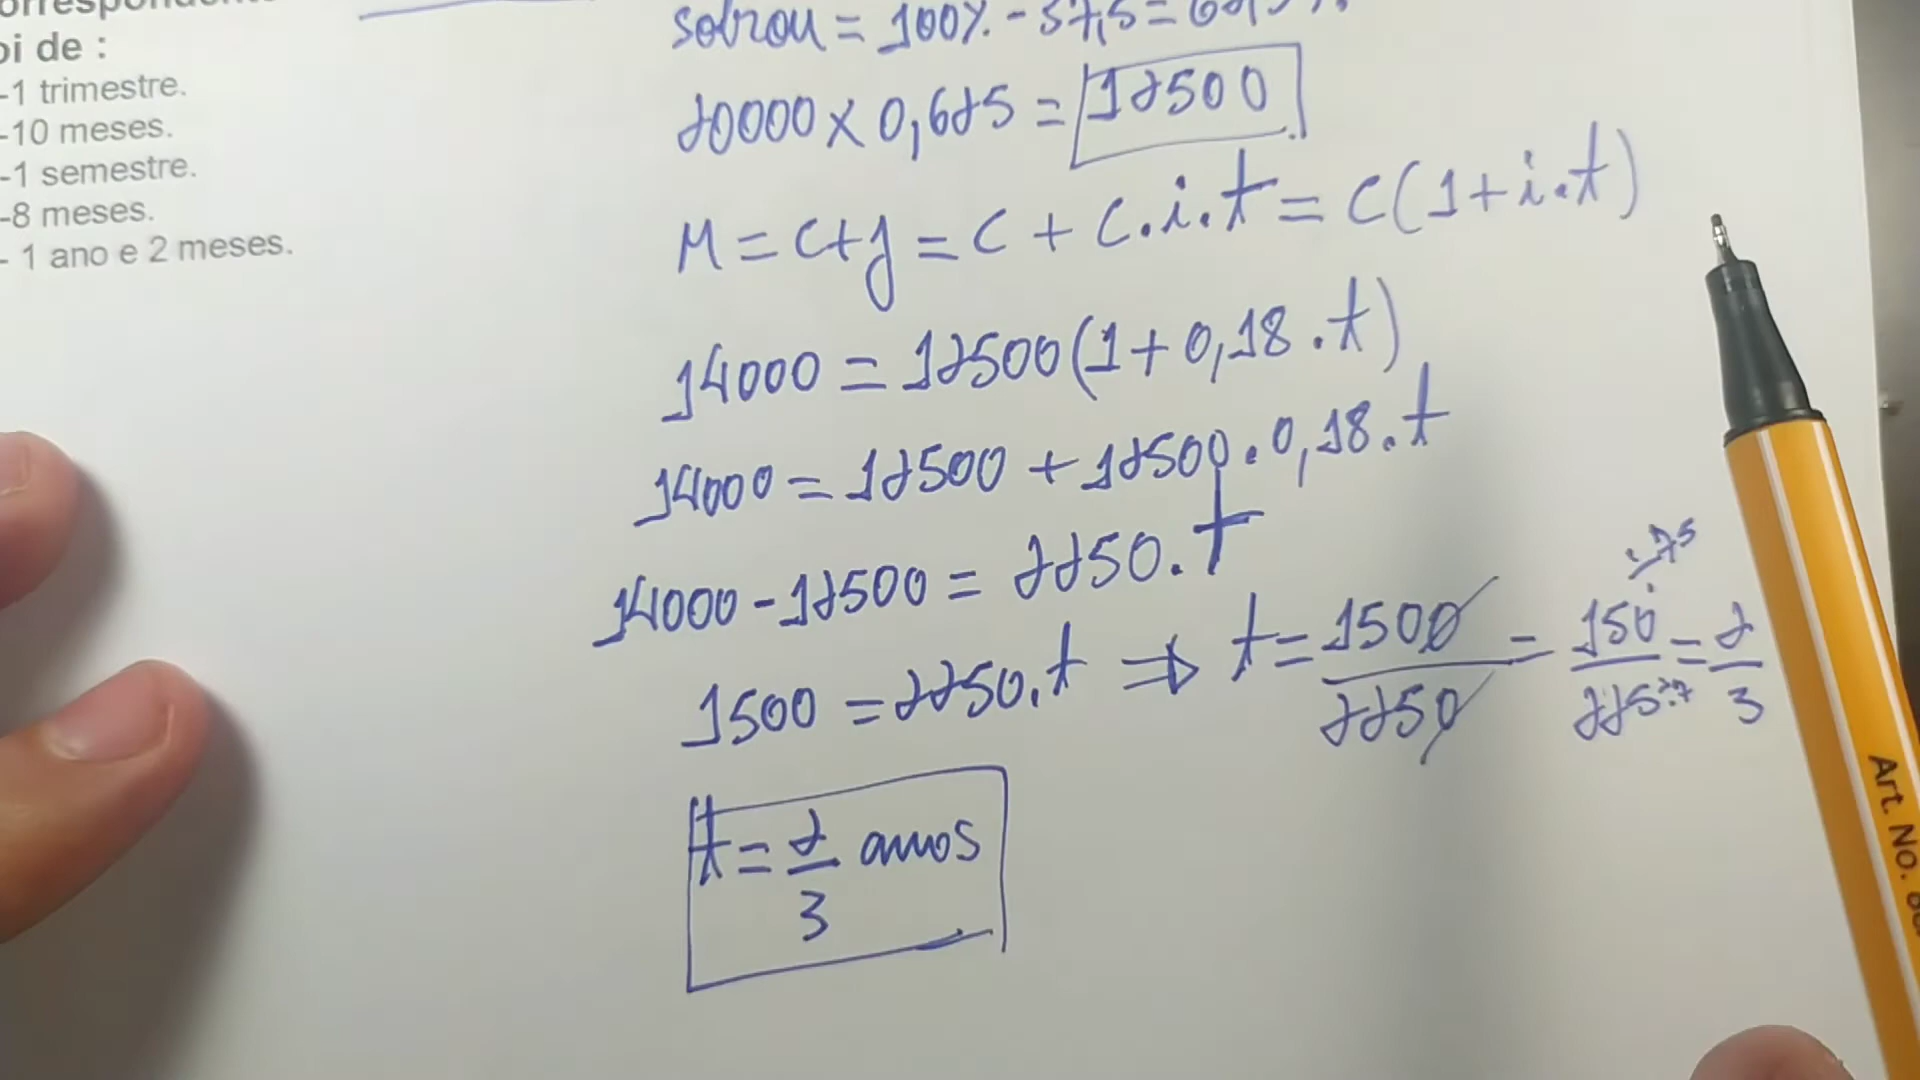 oi de :
-1 trimestre.
-10 meses.
-1 semestre.
-8 meses.
- 1 ano e 2 meses.
sobrou = 100% - 37,5 = 62,5%
20000 x 0,625 = 12500
M = C + J = C + C.i.t = C(1+i.t)
14000 = 12500(1+0,18.t)
14000 = 12500 + 12500.0,18.t
14000 - 12500 = 2250.t
1500 = 2250.t ⇒ t = 1500/2250 = 150/225 = 2/3
t = 2/3 anos
Art. No.